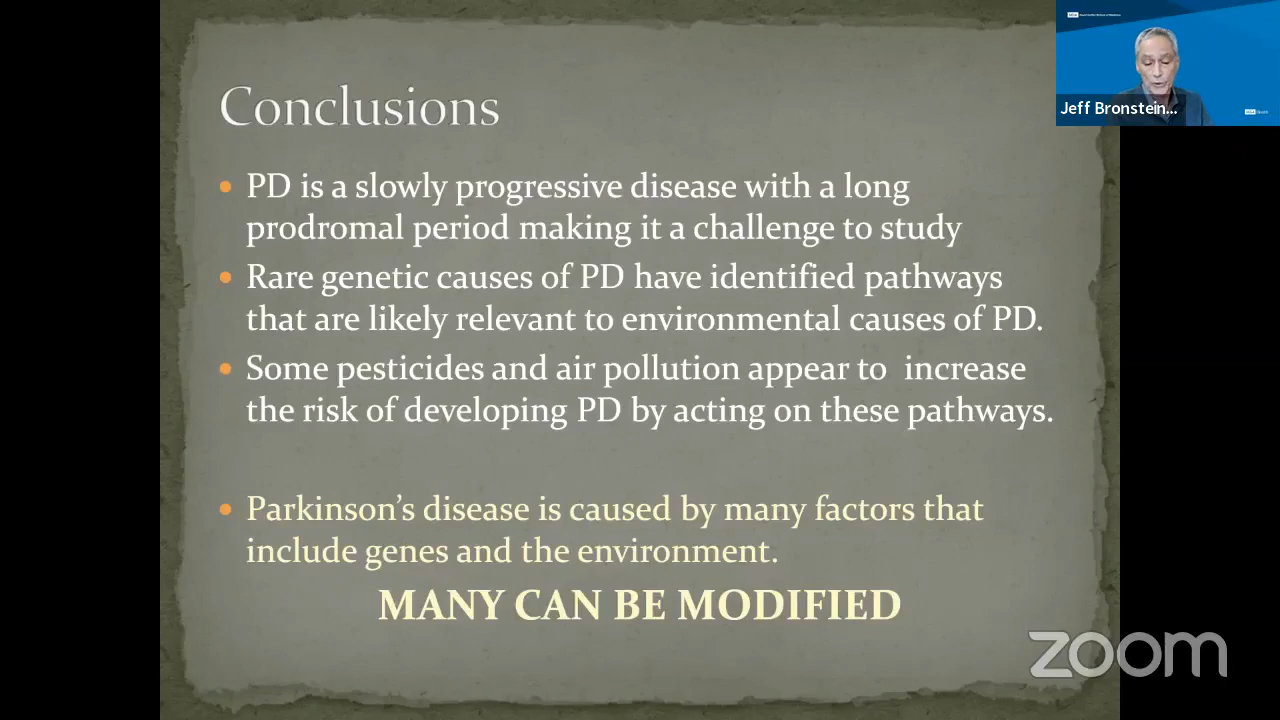 Conclusions
• PD is a slowly progressive disease with a long
prodromal period making it a challenge to study
• Rare genetic causes of PD have identified pathways
that are likely relevant to environmental causes of PD.
• Some pesticides and air pollution appear to  increase
the risk of developing PD by acting on these pathways.
• Parkinson’s disease is caused by many factors that
include genes and the environment.
MANY CAN BE MODIFIED
Jeff Bronstein...
zoom